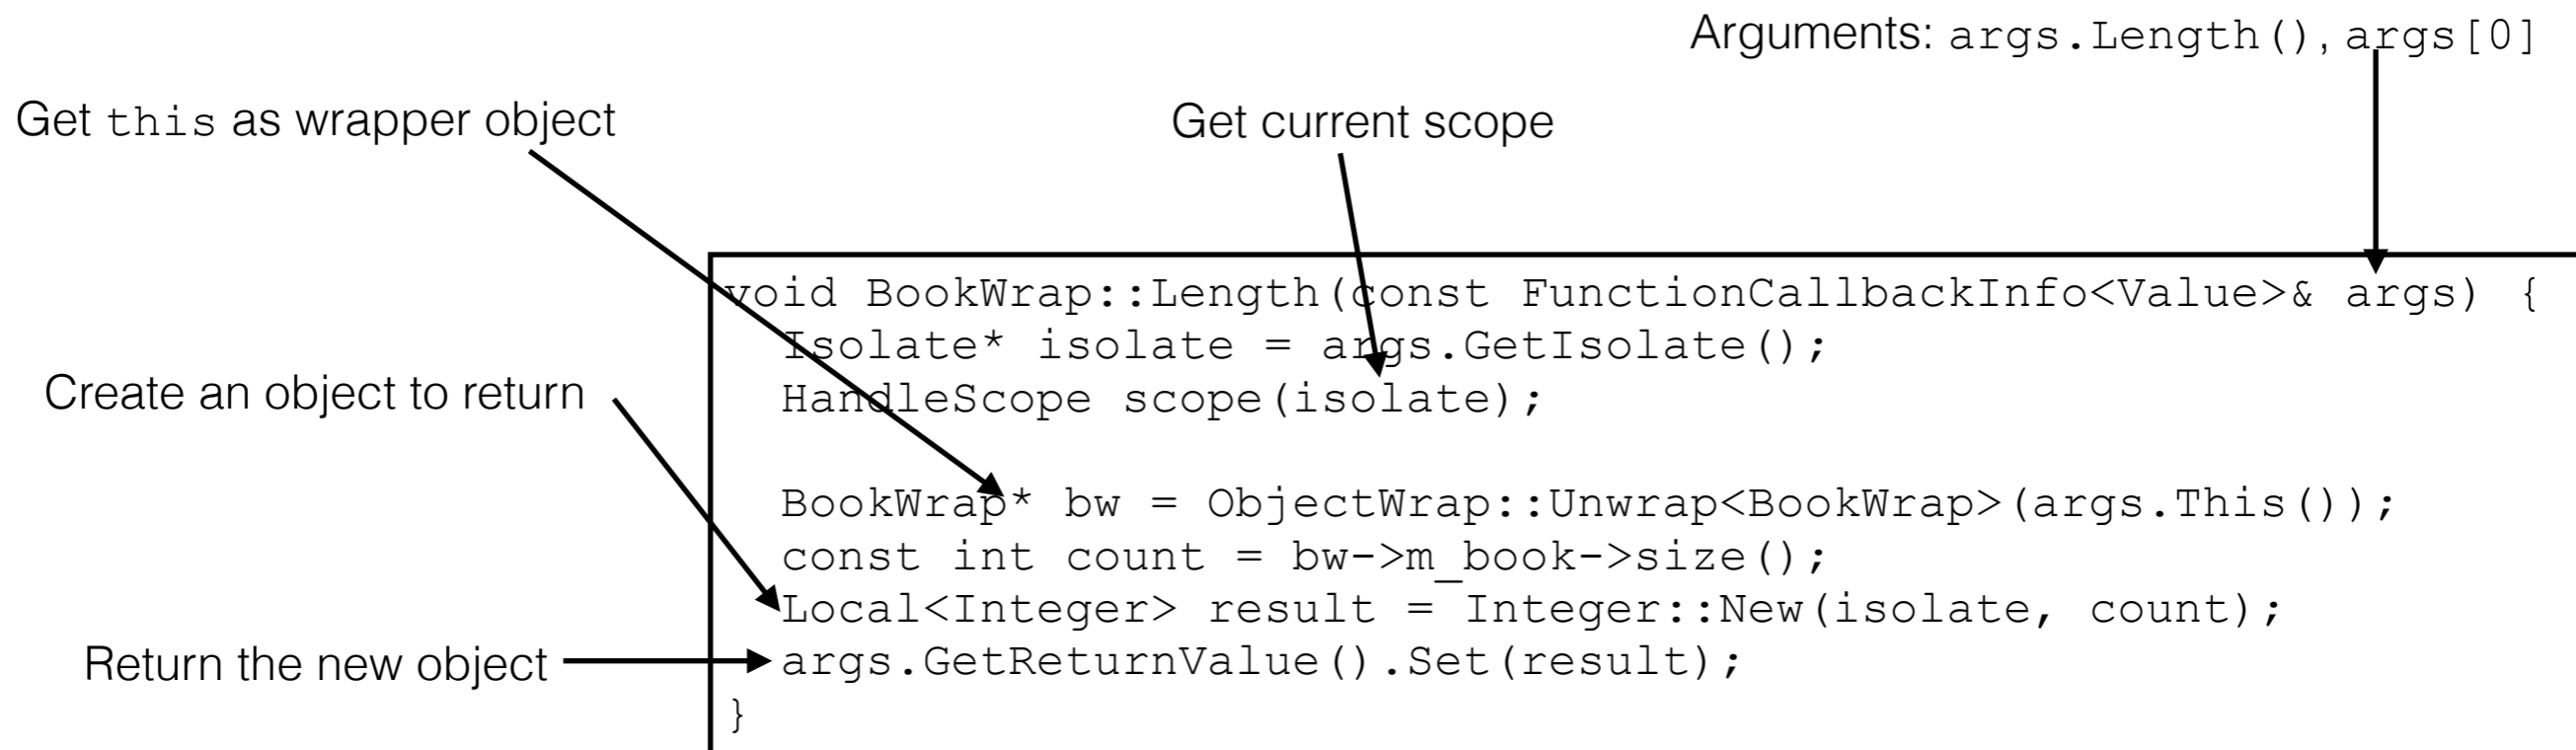 Arguments: args.Length(), args[0]
Get this as wrapper object
Get current scope
void BookWrap::Length(const FunctionCallbackInfo<Value>& args) {
Isolate* isolate = args.GetIsolate();
Create an object to return
HandleScope scope(isolate);
BookWrap* bw = ObjectWrap::Unwrap<BookWrap>(args.This());
const int count = bw->m_book->size();
Local<Integer> result = Integer::New(isolate, count);
Return the new object
args.GetReturnValue().Set(result);
}